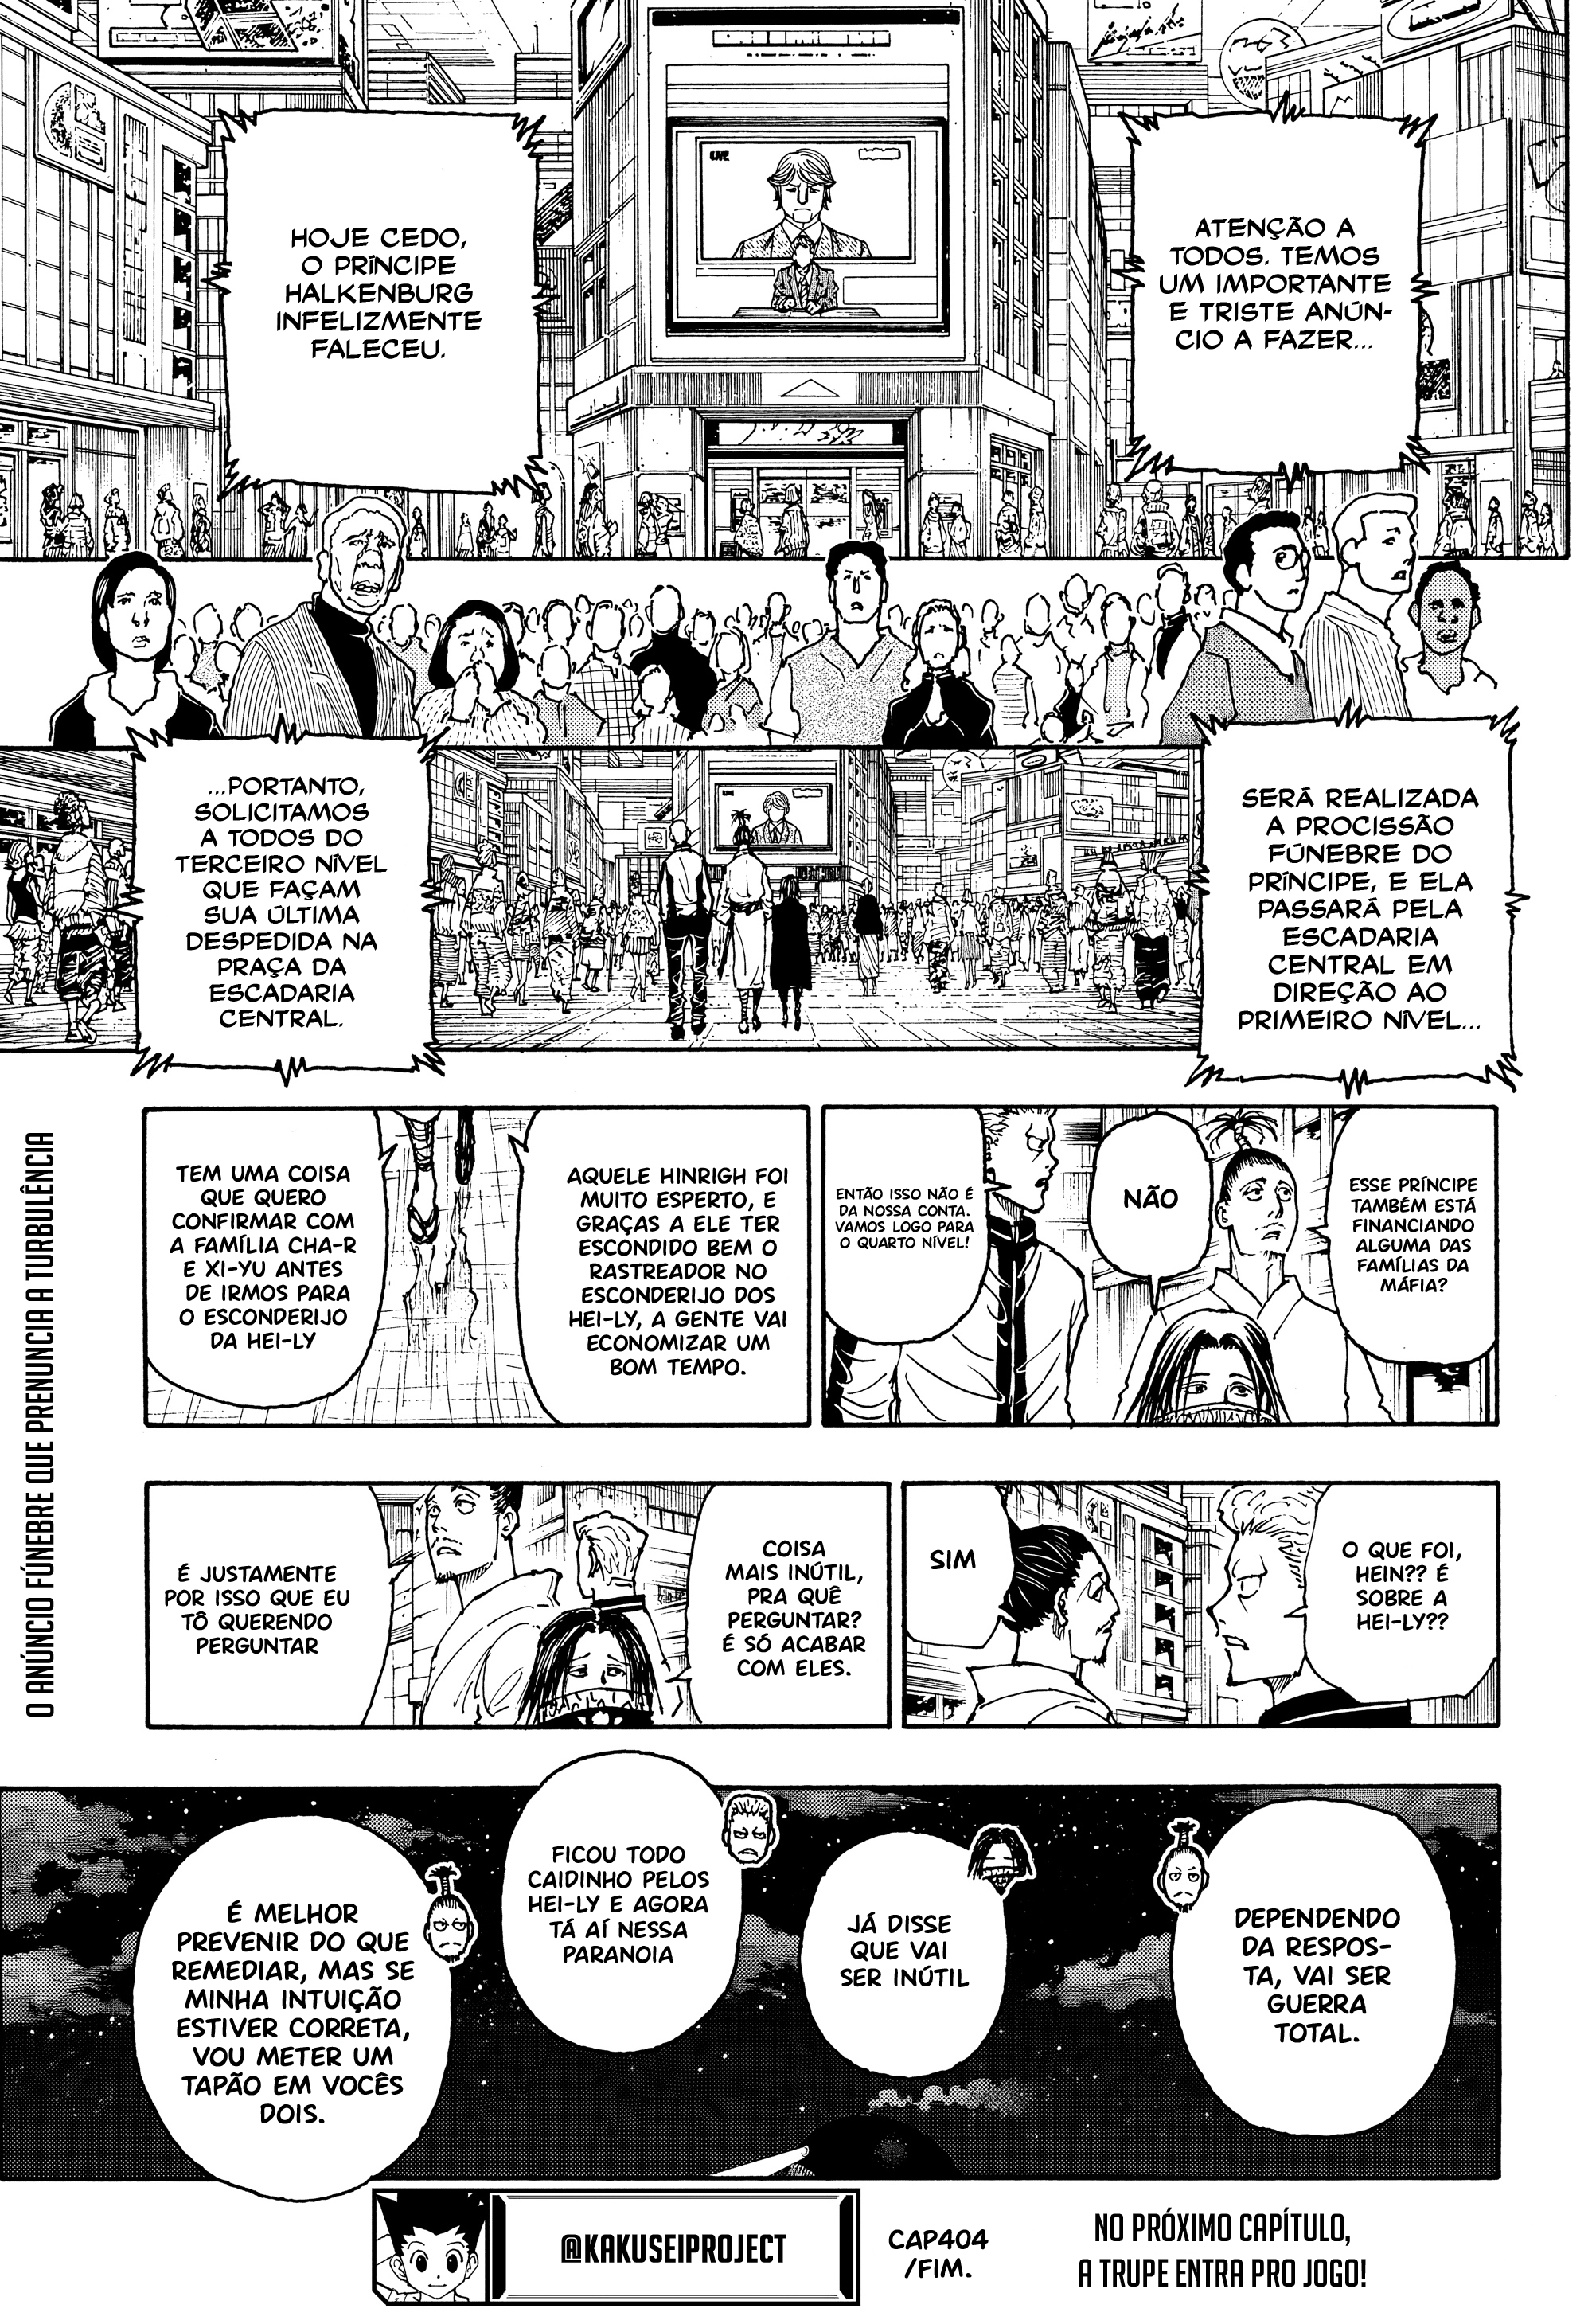 ATENÇÃO A
TODOS. TEMOS
UM IMPORTANTE
E TRISTE ANÚN-
CIO A FAZER...
LIVE
HOJE CEDO,
O PRÍNCIPE
HALKENBURG
INFELIZMENTE
FALECEU.
SERÁ REALIZADA
A PROCISSÃO
FÚNEBRE DO
PRÍNCIPE, E ELA
PASSARÁ PELA
ESCADARIA
CENTRAL EM
DIREÇÃO AO
PRIMEIRO NÍVEL...
...PORTANTO,
SOLICITAMOS
A TODOS DO
TERCEIRO NÍVEL
QUE FAÇAM
SUA ÚLTIMA
DESPEDIDA NA
PRAÇA DA
ESCADARIA
CENTRAL.
ESSE PRÍNCIPE
TAMBÉM ESTÁ
FINANCIANDO
ALGUMA DAS
FAMÍLIAS DA
MÁFIA?
NÃO
ENTÃO ISSO NÃO É
DA NOSSA CONTA.
VAMOS LOGO PARA
O QUARTO NÍVEL!
AQUELE HINRIGH FOI
MUITO ESPERTO, E
GRAÇAS A ELE TER
ESCONDIDO BEM O
RASTREADOR NO
ESCONDERIJO DOS
HEI-LY, A GENTE VAI
ECONOMIZAR UM
BOM TEMPO.
TEM UMA COISA
QUE QUERO
CONFIRMAR COM
A FAMÍLIA CHA-R
E XI-YU ANTES
DE IRMOS PARA
O ESCONDERIJO
DA HEI-LY
O QUE FOI,
HEIN?? É
SOBRE A
HEI-LY??
SIM
COISA
MAIS INÚTIL,
PRA QUÊ
PERGUNTAR?
É SÓ ACABAR
COM ELES.
É JUSTAMENTE
POR ISSO QUE EU
TÔ QUERENDO
PERGUNTAR
DEPENDENDO
DA RESPOS-
TA, VAI SER
GUERRA
TOTAL.
JÁ DISSE
QUE VAI
SER INÚTIL
FICOU TODO
CAIDINHO PELOS
HEI-LY E AGORA
TÁ AÍ NESSA
PARANOIA
É MELHOR
PREVENIR DO QUE
REMEDIAR, MAS SE
MINHA INTUIÇÃO
ESTIVER CORRETA,
VOU METER UM
TAPÃO EM VOCÊS
DOIS.
O ANÚNCIO FÚNEBRE QUE PRENUNCIA A TURBULÊNCIA
@KAKUSEIPROJECT
CAP404
/FIM.
NO PRÓXIMO CAPÍTULO,
A TRUPE ENTRA PRO JOGO!